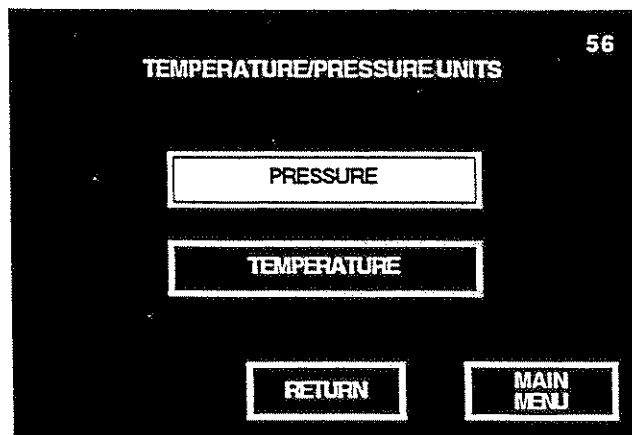 56
TEMPERATURE/PRESSURE UNITS
PRESSURE
TEMPERATURE
RETURN
MAIN
MENU